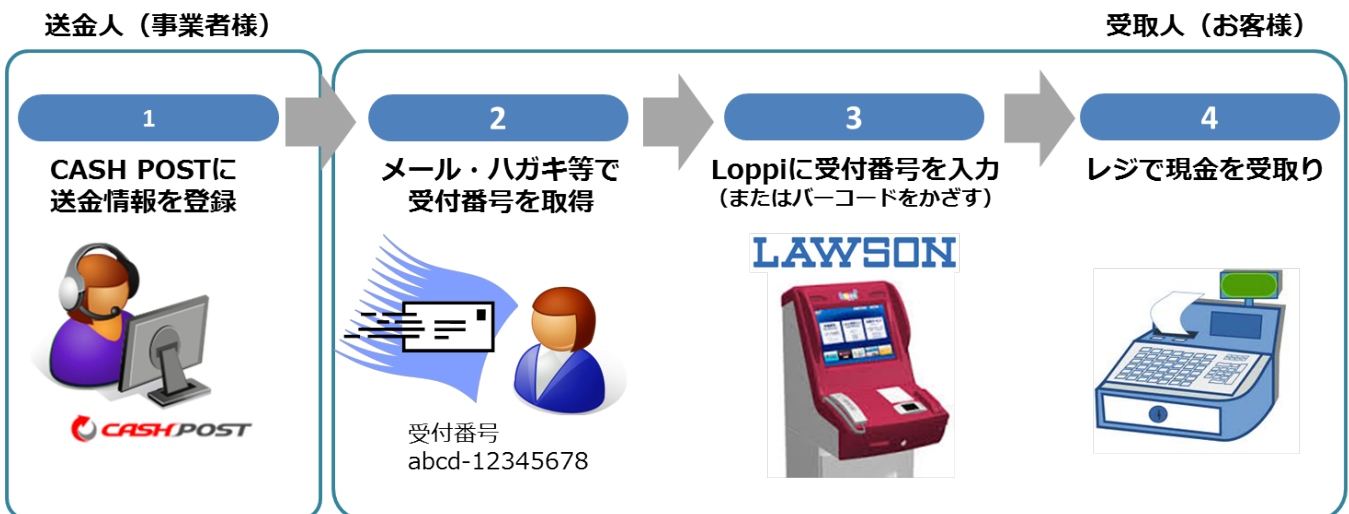 送金人（事業者様）
受取人（お客様）
1
CASH POSTに
送金情報を登録
CASH POST
2
メール・ハガキ等で
受付番号を取得
受付番号
abcd-12345678
3
Loppiに受付番号を入力
（またはバーコードをかざす）
LAWSON
Loppi
4
レジで現金を受取り